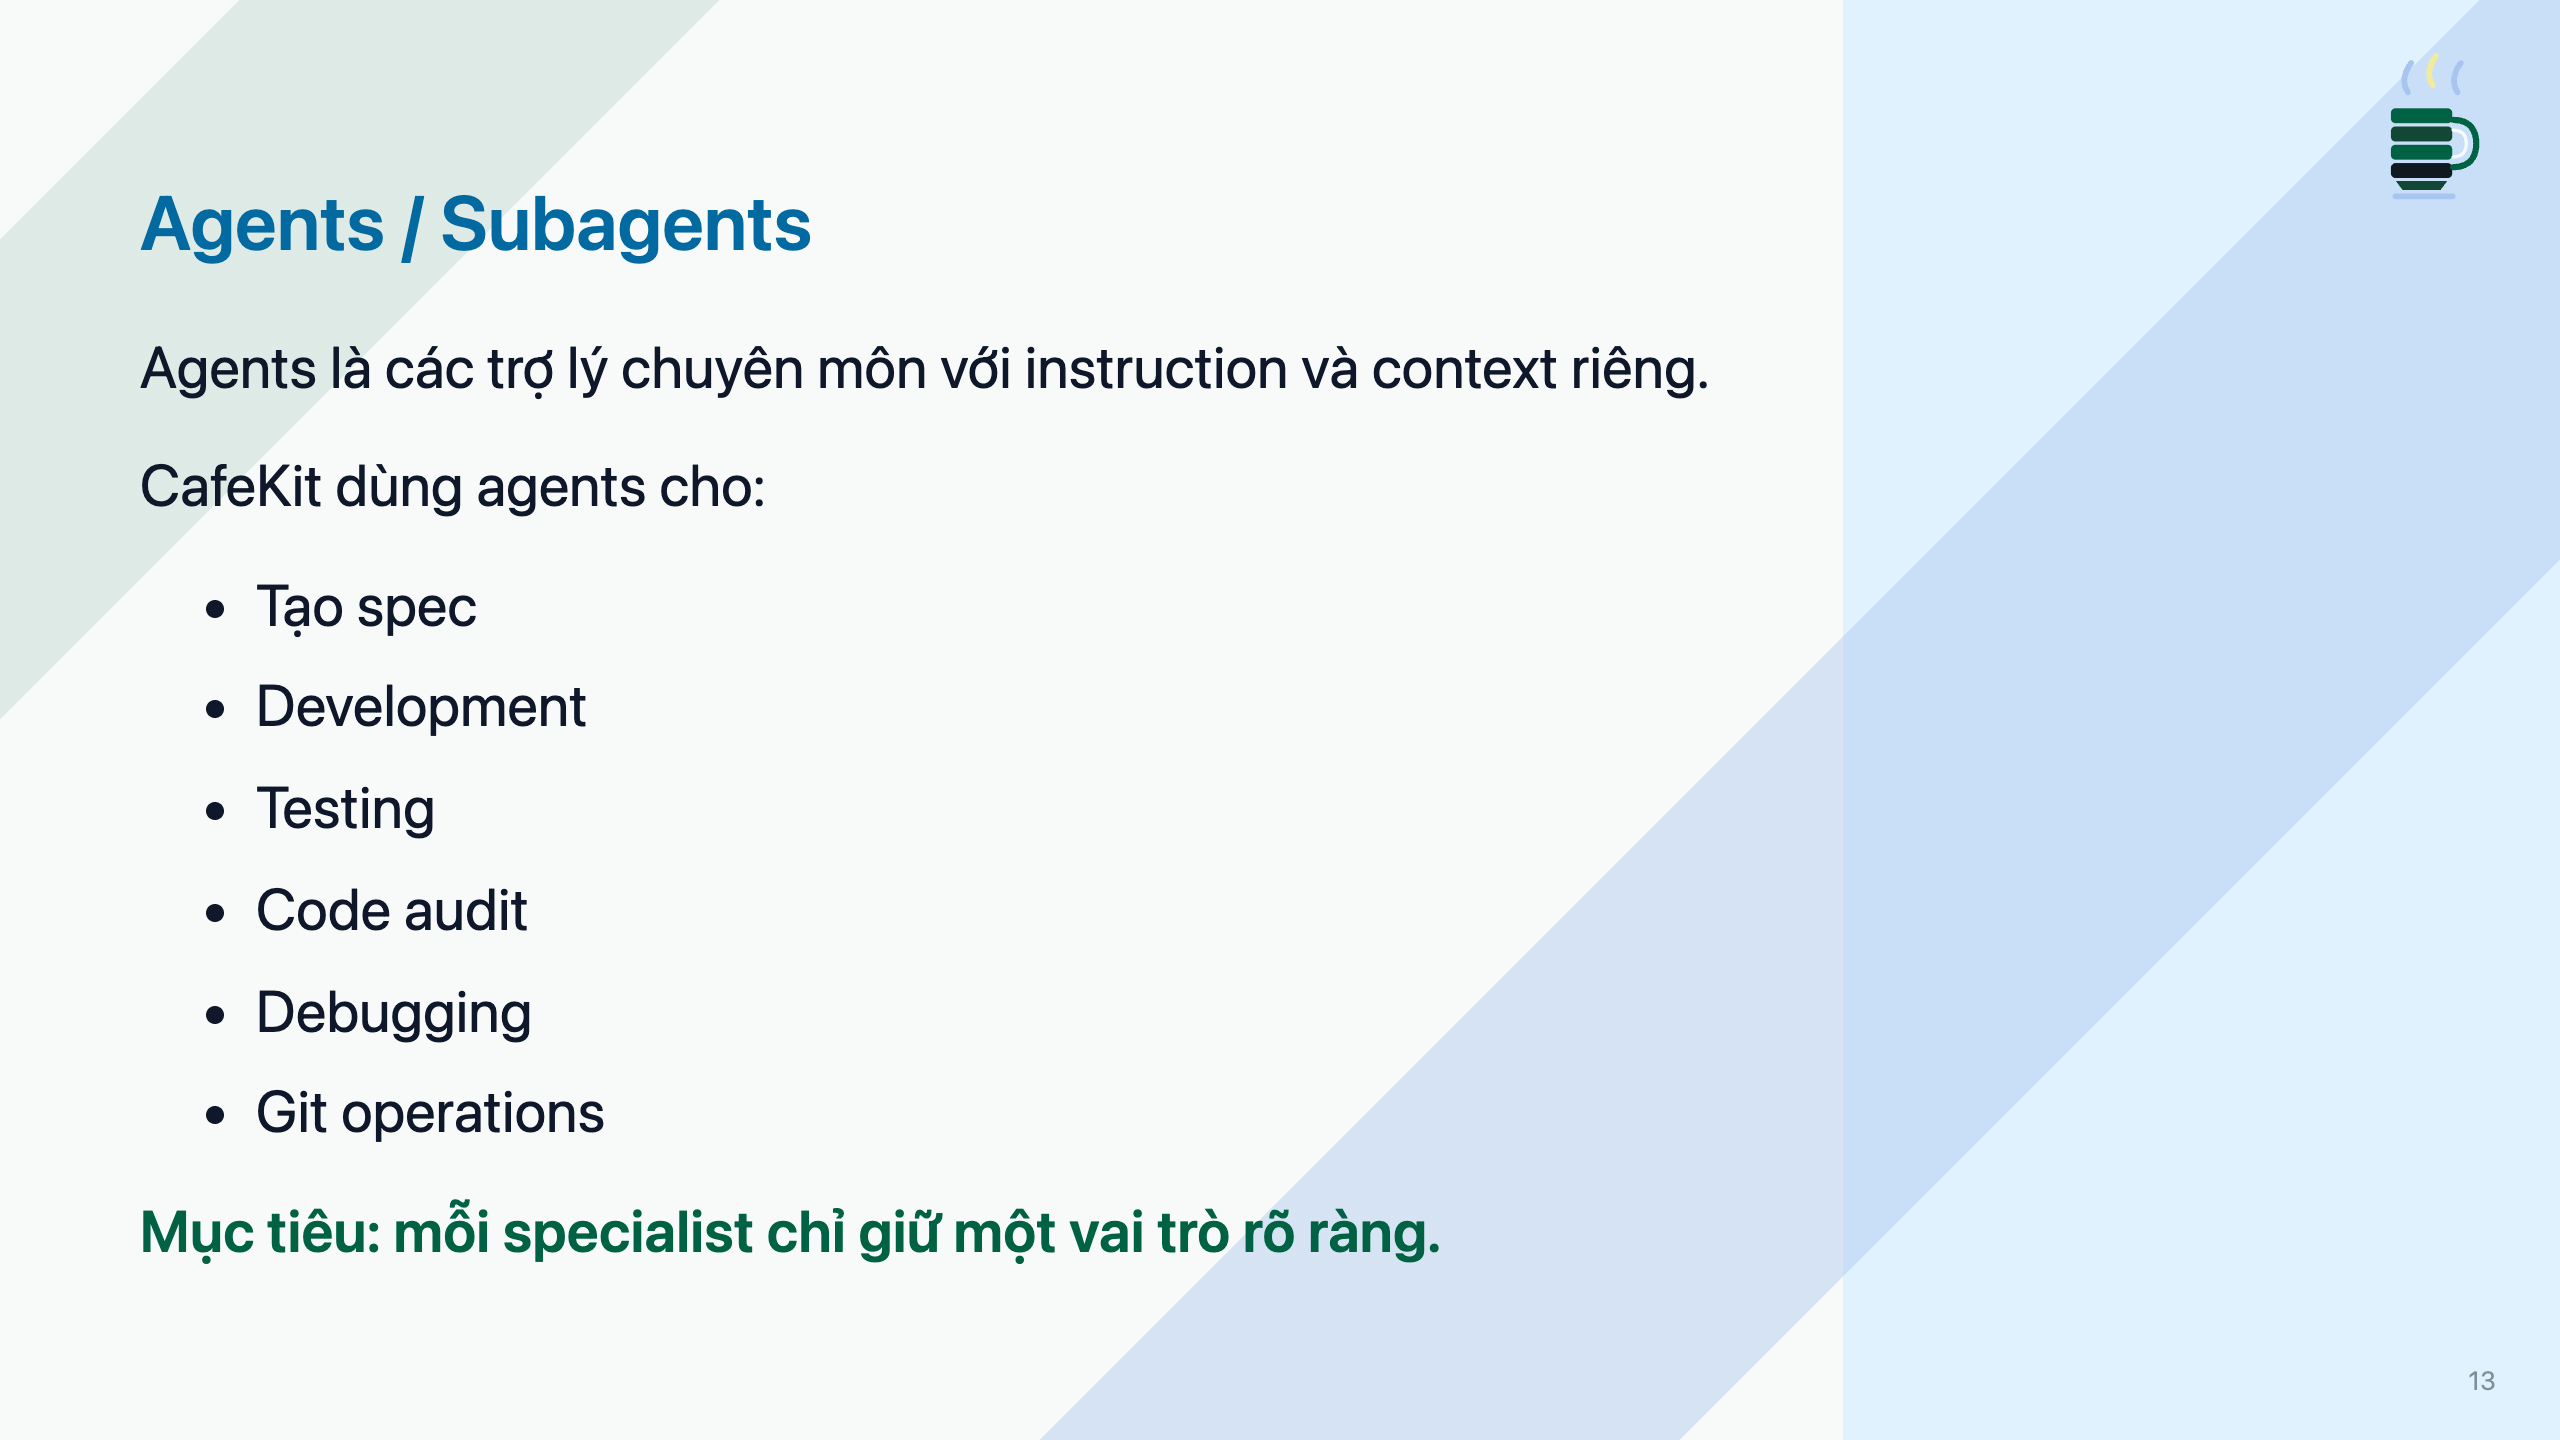 Agents / Subagents
Agents là các trợ lý chuyên môn với instruction và context riêng.
CafeKit dùng agents cho:
• Tạo spec
• Development
• Testing
• Code audit
• Debugging
• Git operations
Mục tiêu: mỗi specialist chỉ giữ một vai trò rõ ràng.
13